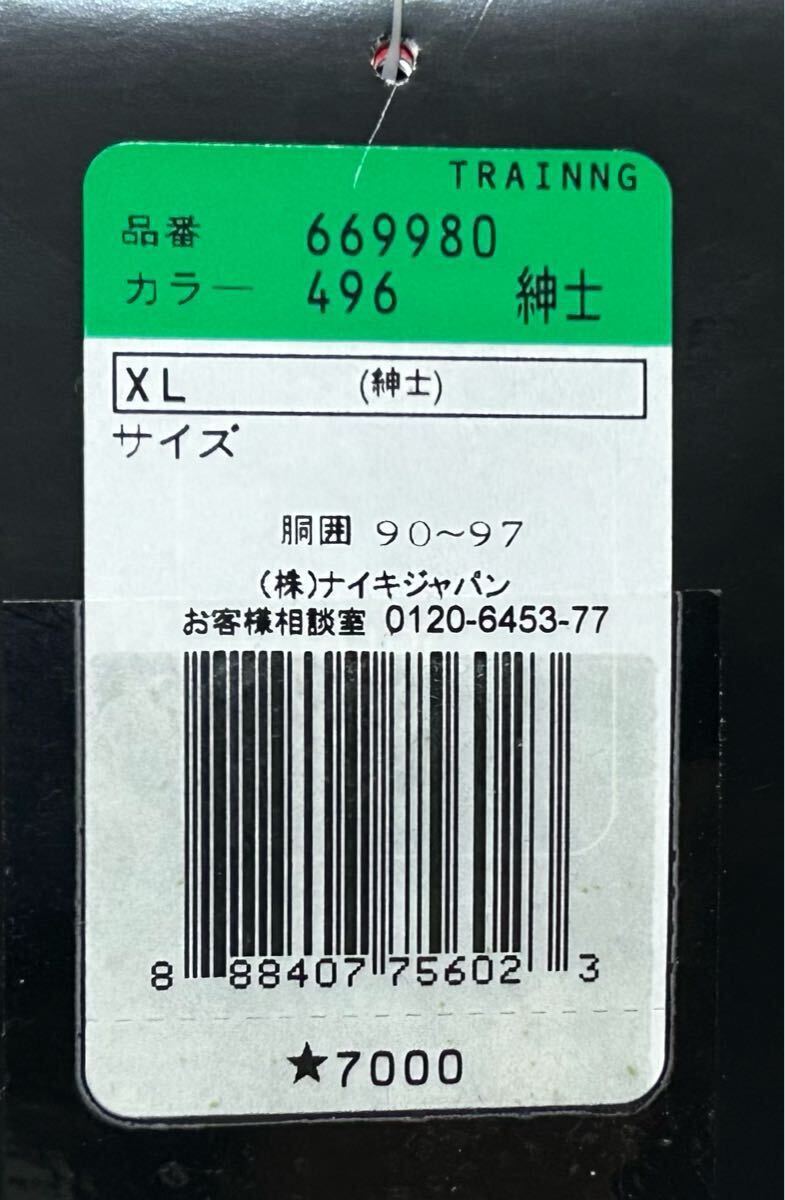 TRAINNG
品番 669980
カラー 496 紳士
XL (紳士)
サイズ
胴囲 90~97
(株)ナイキジャパン
お客様相談室 0120-6453-77
8 88407 75602 3
★7000